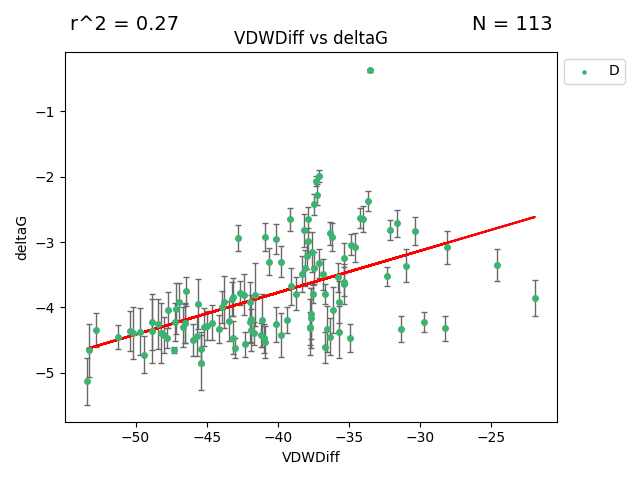 r^2 = 0.27
N = 113
VDWDiff vs deltaG
D
−1
−2
−3
−4
−5
deltaG
−50 −45 −40 −35 −30 −25
VDWDiff